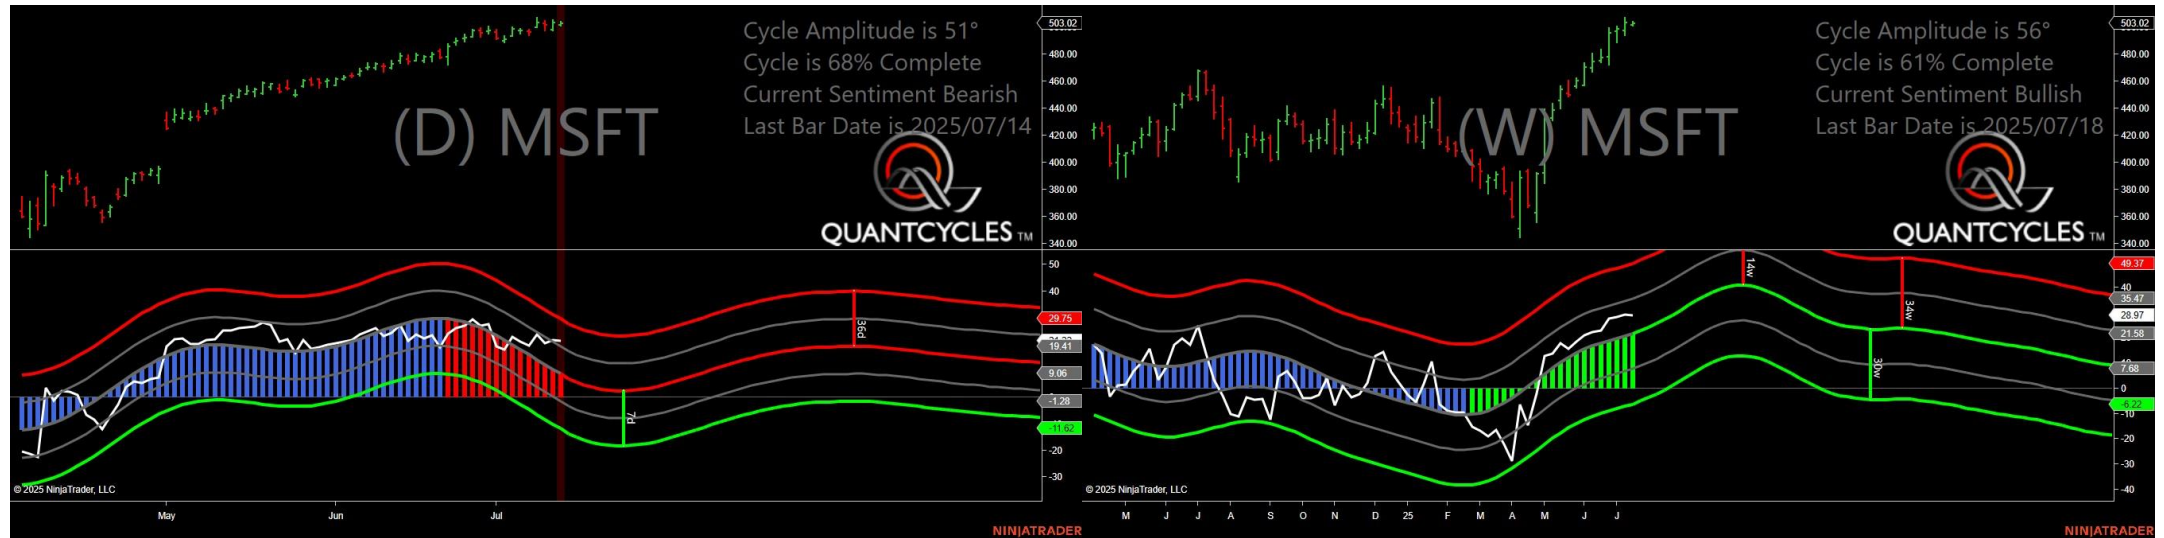 Cycle Amplitude is 51°
Cycle is 68% Complete
Current Sentiment Bearish
Last Bar Date is 2025/07/14
(D) MSFT
QUANTCYCLES TM
503.02
480.00
460.00
440.00
420.00
400.00
380.00
360.00
340.00
50
40
29.75
19.41
9.06
-1.28
-11.62
-20
-30
36d
7d
© 2025 NinjaTrader, LLC
May Jun Jul
NINJATRADER
Cycle Amplitude is 56°
Cycle is 61% Complete
Current Sentiment Bullish
Last Bar Date is 2025/07/18
(W) MSFT
QUANTCYCLES TM
503.02
480.00
460.00
440.00
420.00
400.00
380.00
360.00
340.00
49.37
40
35.47
28.97
21.58
7.68
0
-6.22
-10
-20
-30
-40
14w
34w
30w
© 2025 NinjaTrader, LLC
M J J A S O N D 25 F M A M J J
NINJATRADER